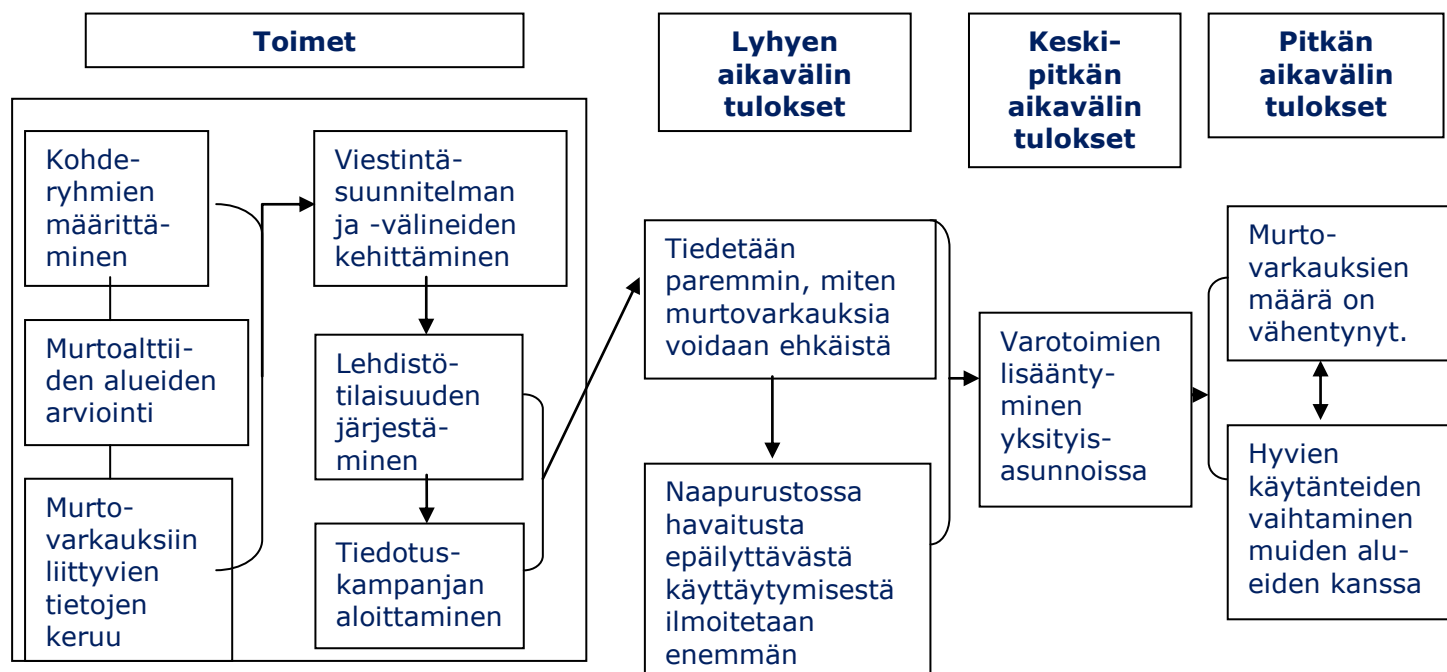 Toimet
Lyhyen
aikavälin
tulokset
Keski-
pitkän
aikavälin
tulokset
Pitkän
aikavälin
tulokset
Kohde-
ryhmien
määrittä-
minen
Murtoalttii-
den alueiden
arviointi
Murto-
varkauksiin
liittyvien
tietojen
keruu
Viestintä-
suunnitelman
ja -välineiden
kehittäminen
Lehdistö-
tilaisuuden
järjestä-
minen
Tiedotus-
kampanjan
aloittaminen
Tiedetään
paremmin, miten
murtovarkauksia
voidaan ehkäistä
Naapurustossa
havaitusta
epäilyttävästä
käyttäytymisestä
ilmoitetaan
enemmän
Varotoimien
lisäänty-
minen
yksityis-
asunnoissa
Murto-
varkauksien
määrä on
vähentynyt.
Hyvien
käytänteiden
vaihtaminen
muiden alu-
eiden kanssa